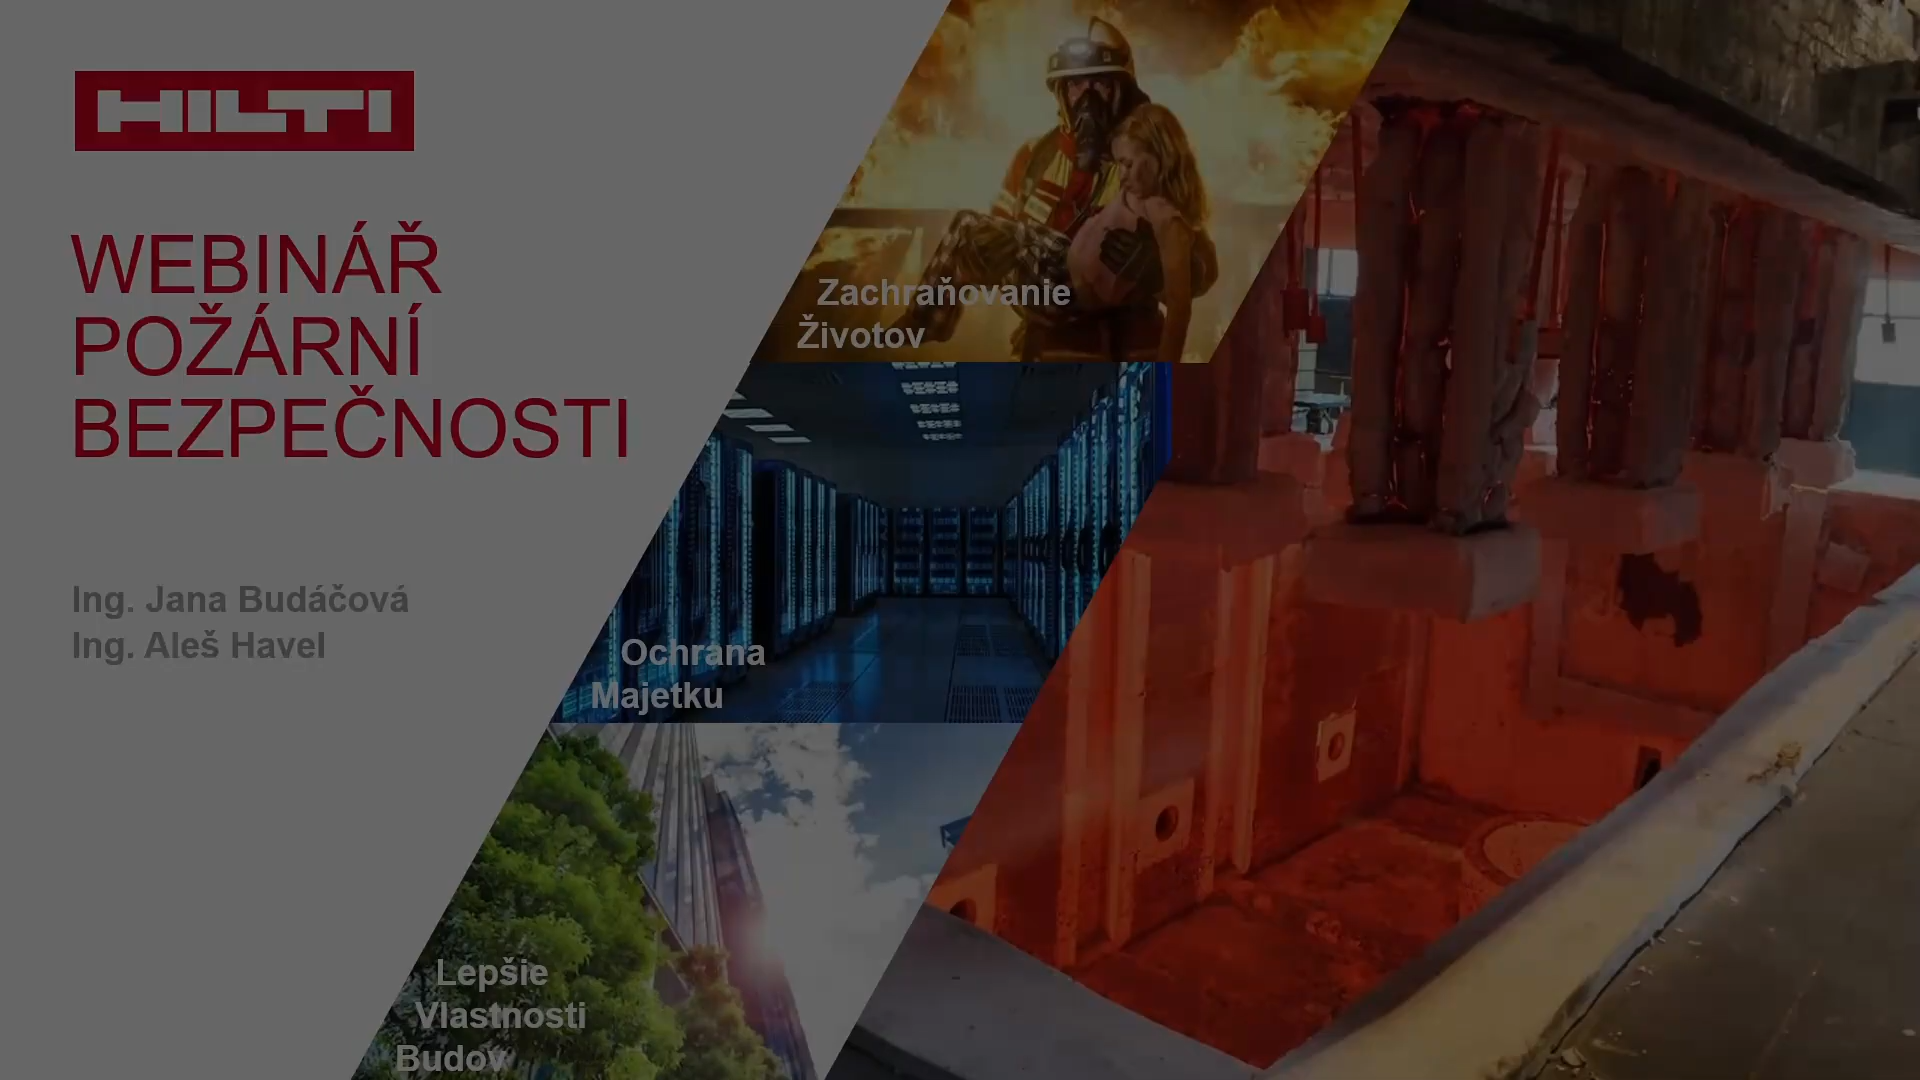 HILTI
WEBINÁŘ
POŽÁRNÍ
BEZPEČNOSTI
Ing. Jana Budáčová
Ing. Aleš Havel
Zachraňovanie
Životov
Ochrana
Majetku
Lepšie
Vlastnosti
Budov